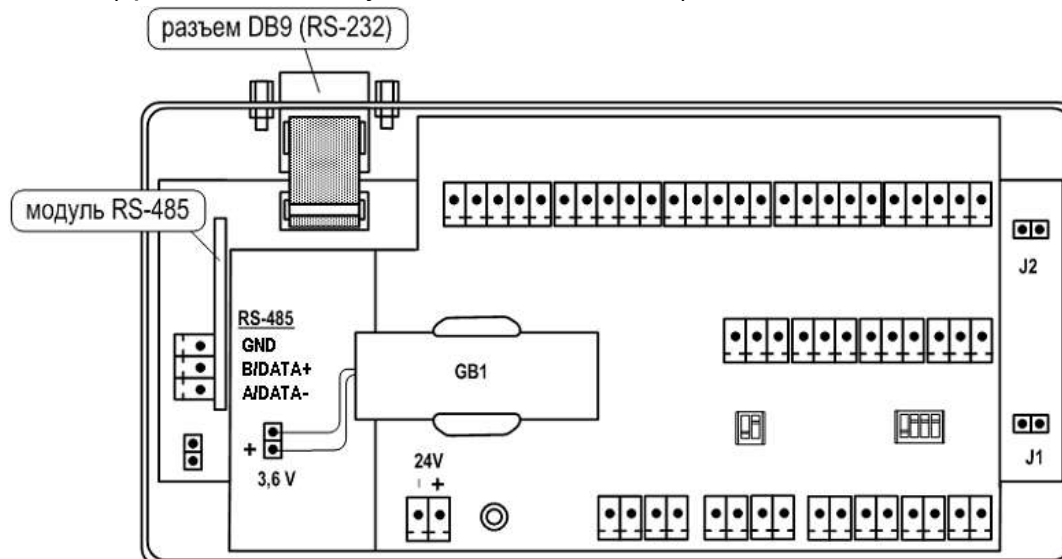 разъем DB9 (RS-232)
модуль RS-485
J2
RS-485
GND
B/DATA+
A/DATA-
GB1
+
3,6 V
24V
- +
J1